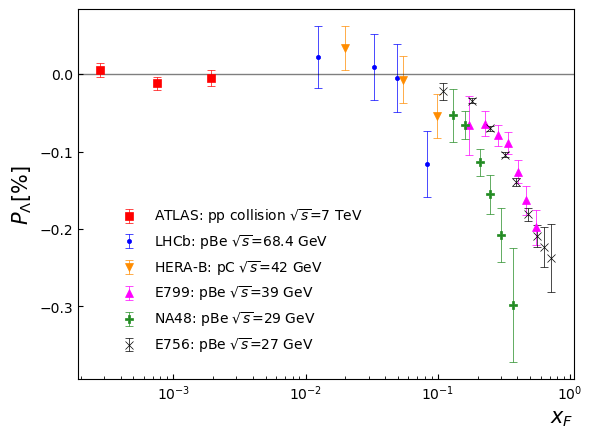 0.0
−0.1
−0.2
−0.3
P_Λ[%]
ATLAS: pp collision √s=7 TeV
LHCb: pBe √s=68.4 GeV
HERA-B: pC √s=42 GeV
E799: pBe √s=39 GeV
NA48: pBe √s=29 GeV
E756: pBe √s=27 GeV
10⁻³ 10⁻² 10⁻¹ 10⁰
x_F